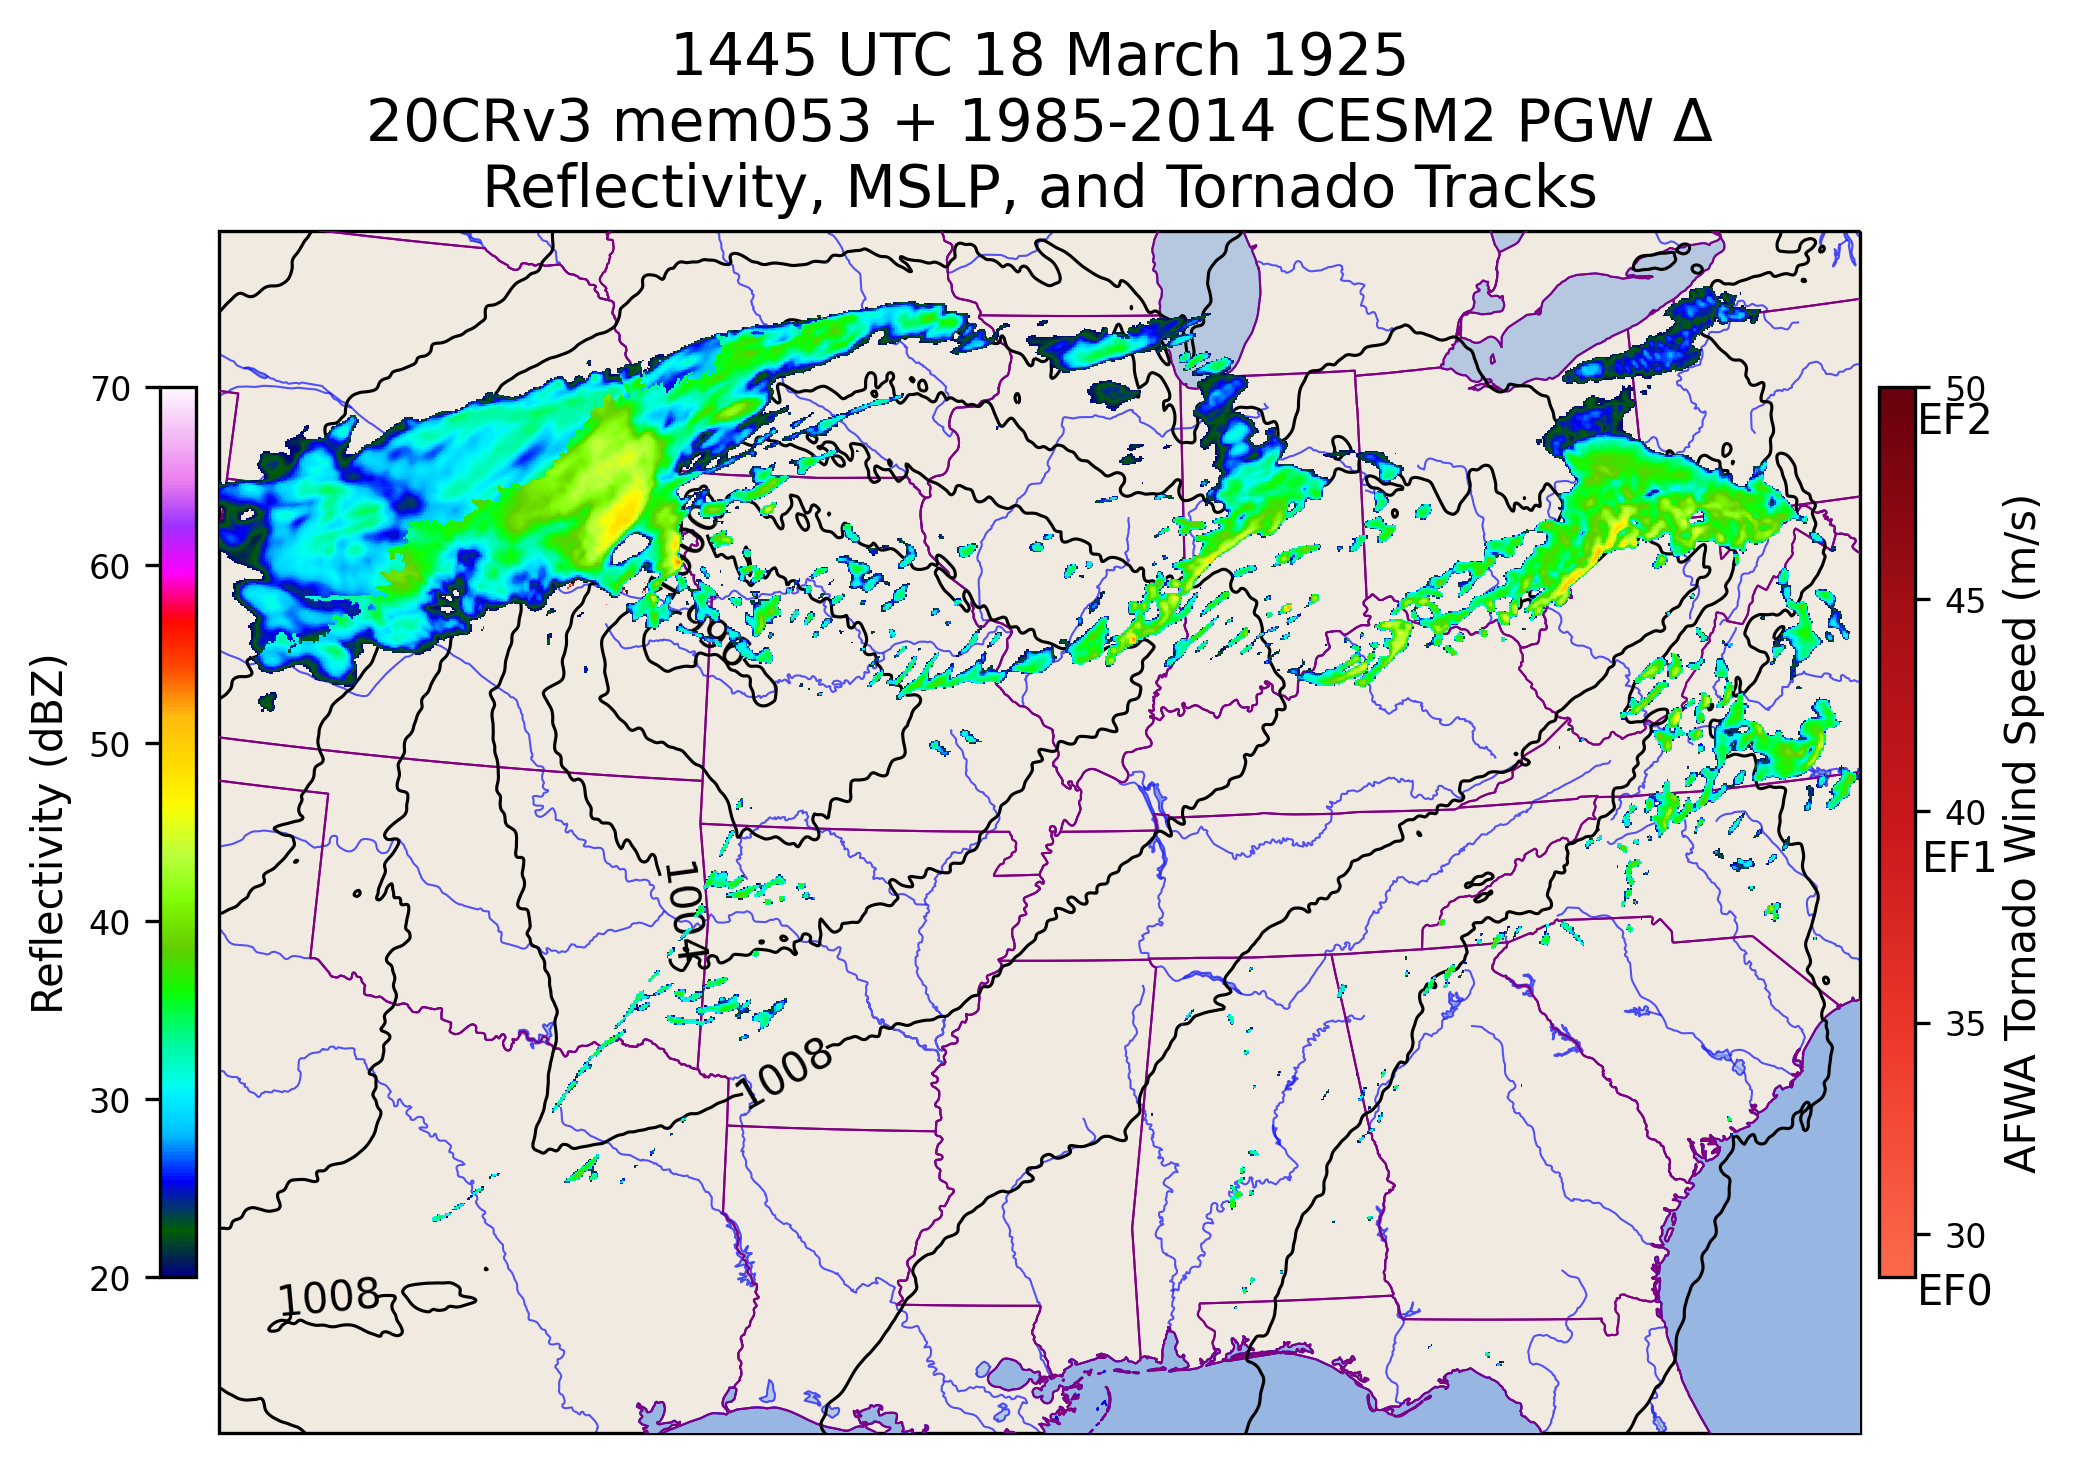 1445 UTC 18 March 1925
20CRv3 mem053 + 1985-2014 CESM2 PGW Δ
Reflectivity, MSLP, and Tornado Tracks
Reflectivity (dBZ)
70
60
50
40
30
20
1004
1008
1008
50
EF2
45
40
EF1
35
30
EF0
AFWA Tornado Wind Speed (m/s)